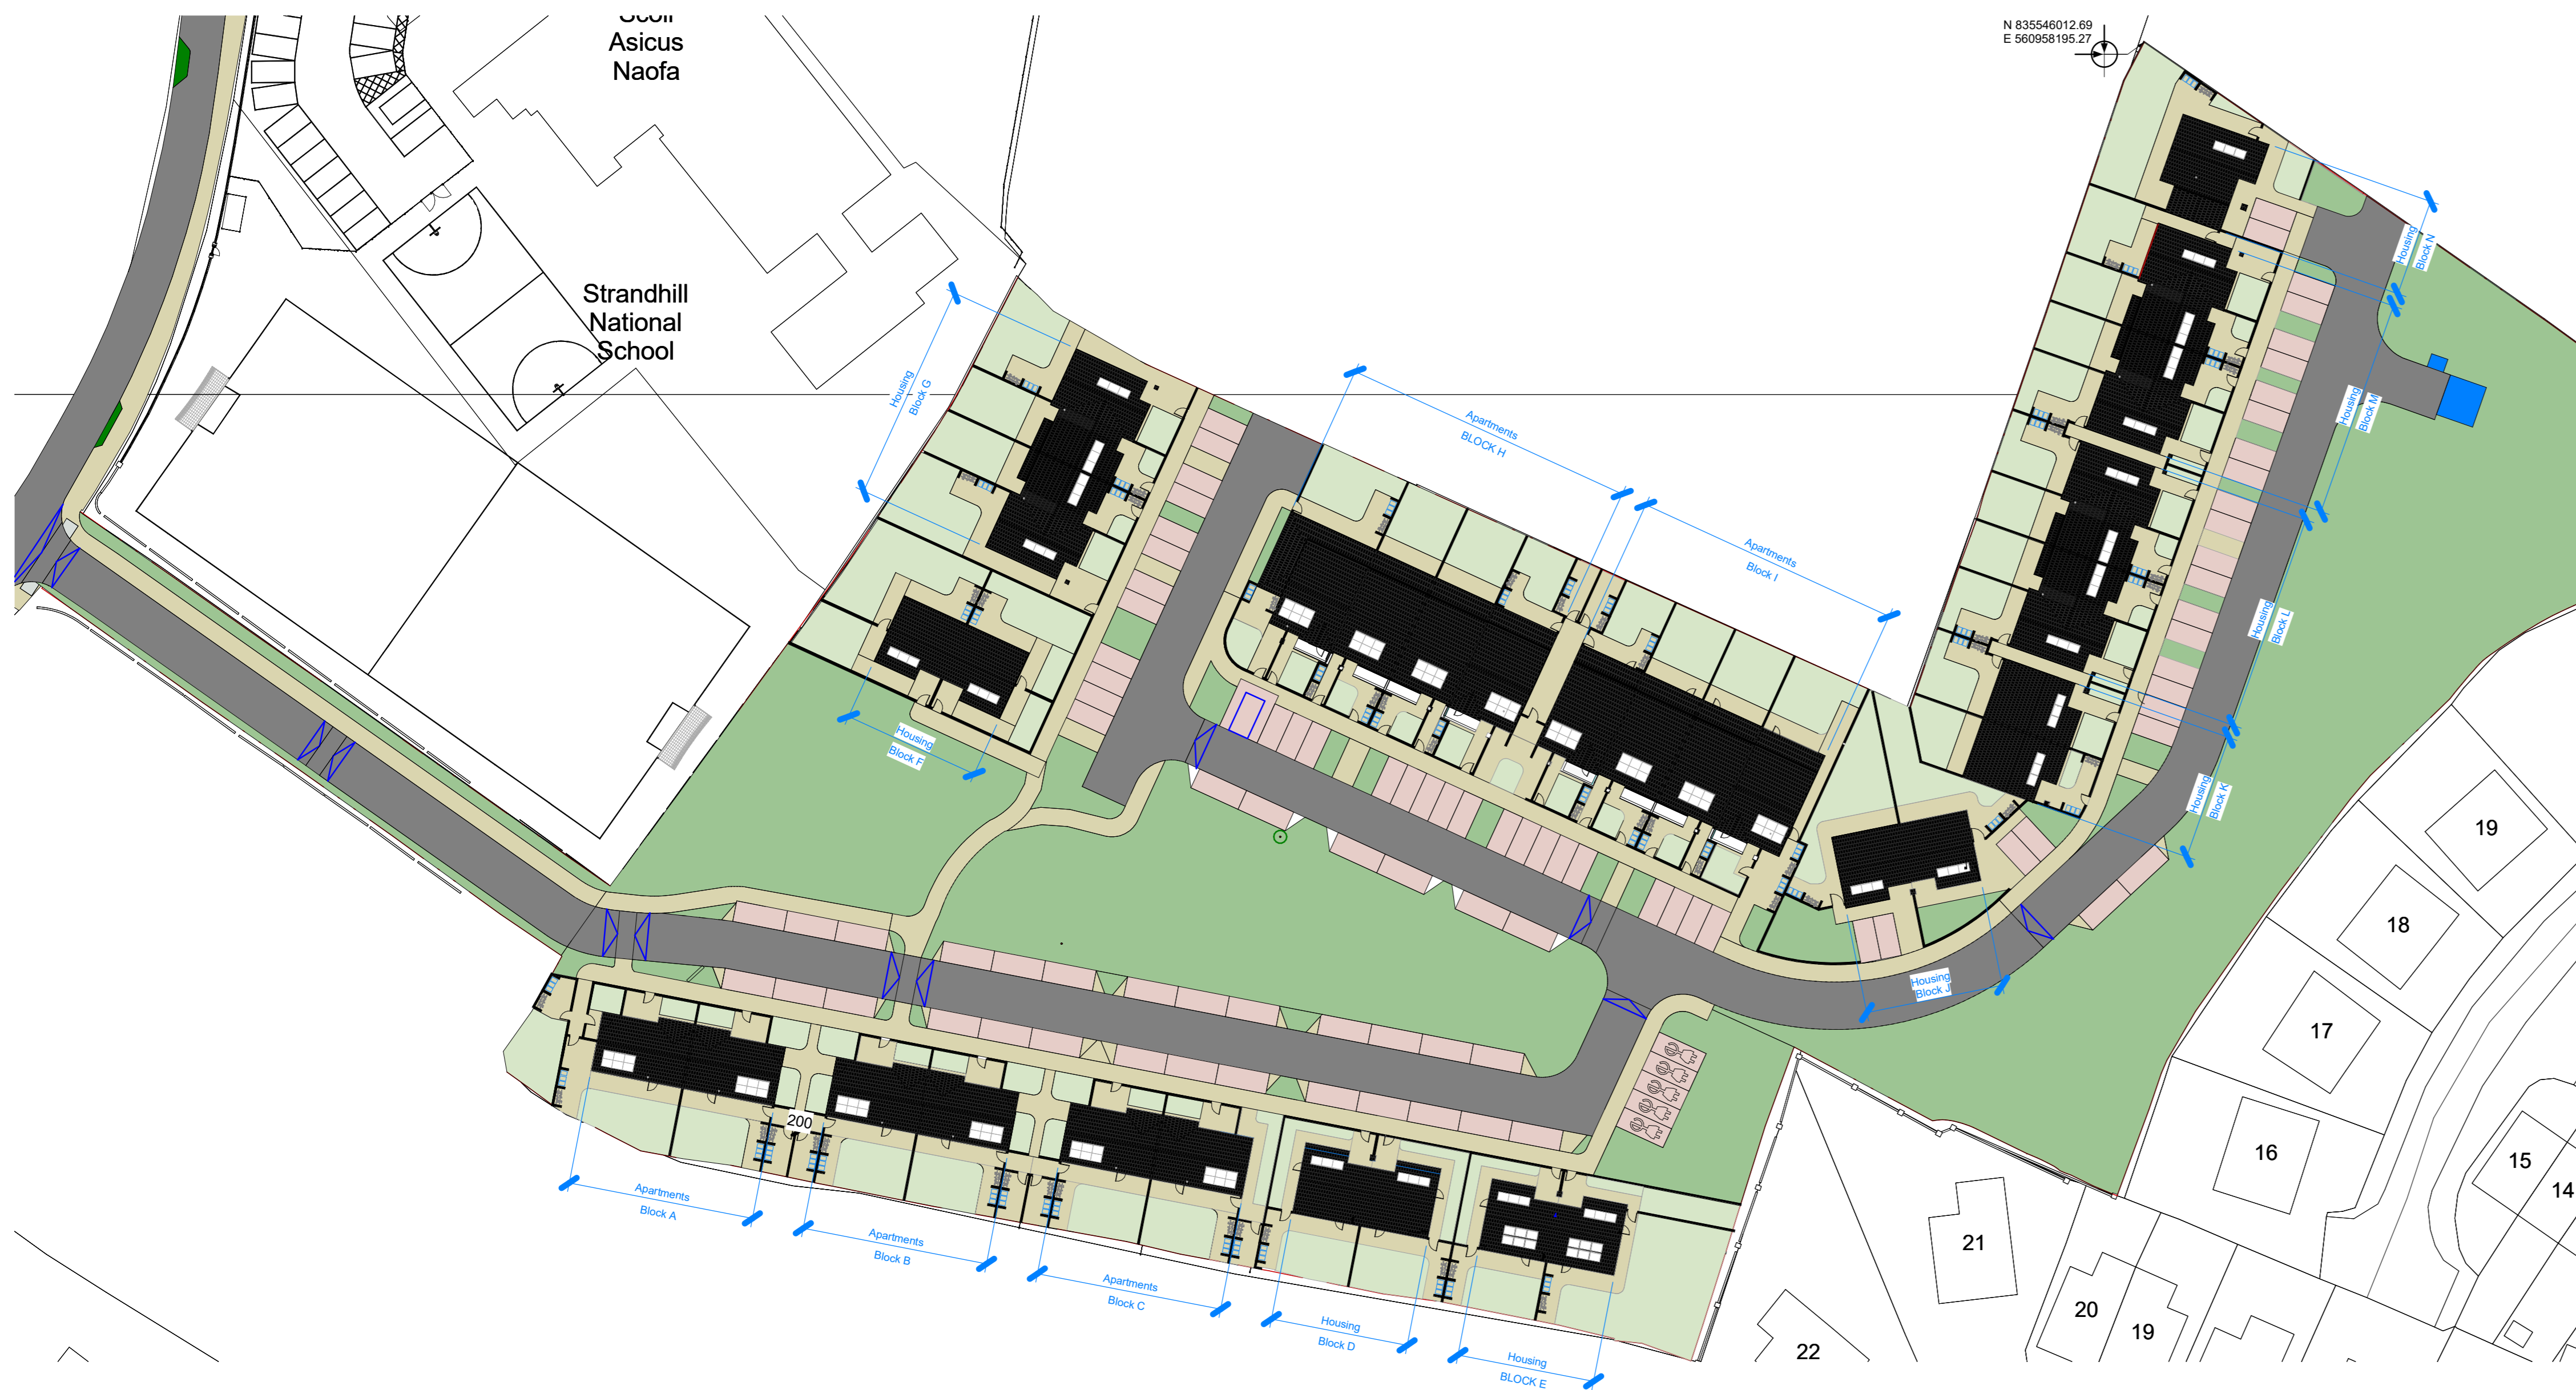 Scoil
Asicus
Naofa
N 835546012.69
E 560958195.27
Strandhill
National
School
Housing
Block N
Housing
Block G
Housing
Block M
Apartments
BLOCK H
Apartments
Block I
Housing
Block L
Housing
Block F
Housing
Block K
Housing
Block J
19
18
17
16
15
14
200
Apartments
Block A
Apartments
Block B
Apartments
Block C
Housing
Block D
Housing
BLOCK E
21
20
19
22